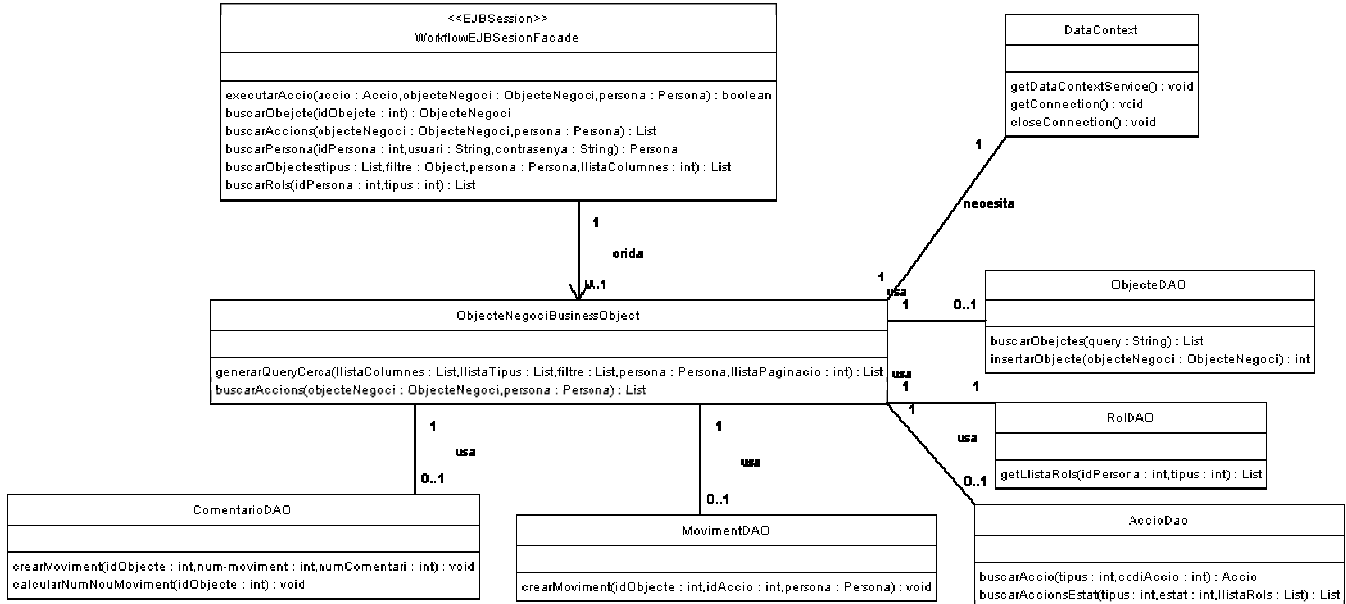 <<EJBSession>>
WorkflowEJBSesionFacade
executarAccio(accio : Accio,objecteNegoci : ObjecteNegoci,persona : Persona) : boolean
buscarObejcte(idObejcte : int) : ObjecteNegoci
buscarAccions(objecteNegoci : ObjecteNegoci,persona : Persona) : List
buscarPersona(idPersona : int,usuari : String,contrasenya : String) : Persona
buscarObjectes(tipus : List,filtre : Object,persona : Persona,llistaColumnes : int) : List
buscarRols(idPersona : int,tipus : int) : List
DataContext
getDataContextService() : void
getConnection() : void
closeConnection() : void
1
necesita
1
1
crida
0..1
ObjecteNegociBusinessObject
generarQueryCerca(llistaColumnes : List,llistaTipus : List,filtre : List,persona : Persona,llistaPaginacio : int) : List
buscarAccions(objecteNegoci : ObjecteNegoci,persona : Persona) : List
usa
1
0..1
ObjecteDAO
buscarObejctes(query : String) : List
insertarObjecte(objecteNegoci : ObjecteNegoci) : int
usa
1
1
RolDAO
getLlistaRols(idPersona : int,tipus : int) : List
1
usa
0..1
AccioDao
buscarAccio(tipus : int,codiAccio : int) : Accio
buscarAccionsEstat(tipus : int,estat : int,llistaRols : List) : List
1
usa
0..1
ComentarioDAO
crearMoviment(idObjecte : int,num-moviment : int,numComentari : int) : void
calcularNumNouMoviment(idObjecte : int) : void
1
usa
0..1
MovimentDAO
crearMoviment(idObjecte : int,idAccio : int,persona : Persona) : void